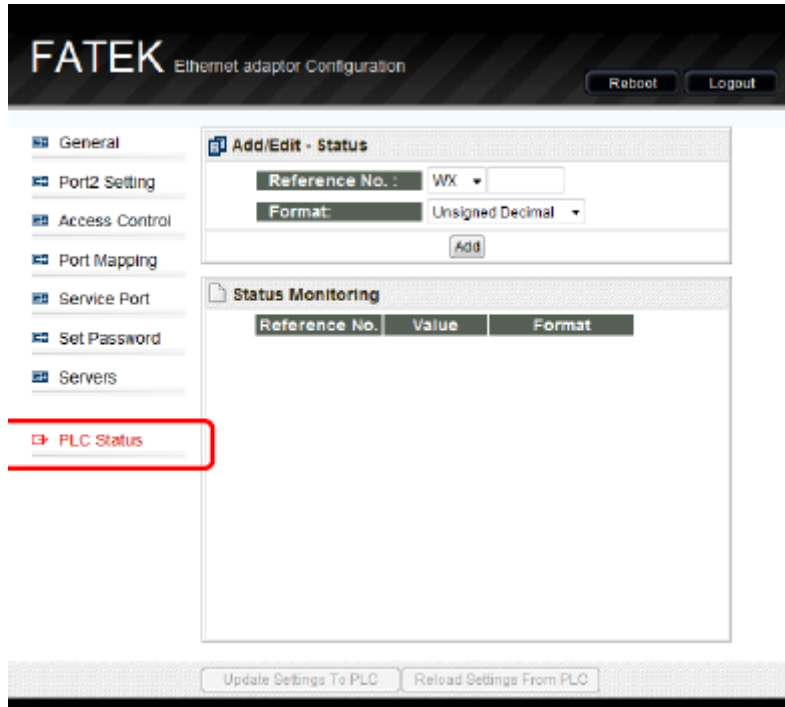 FATEK Ethernet adaptor Configuration
Reboot
Logout
General
Port2 Setting
Access Control
Port Mapping
Service Port
Set Password
Servers
PLC Status
Add/Edit - Status
Reference No. :
WX
Format:
Unsigned Decimal
Add
Status Monitoring
Reference No. Value Format
Update Settings To PLC
Reload Settings From PLC